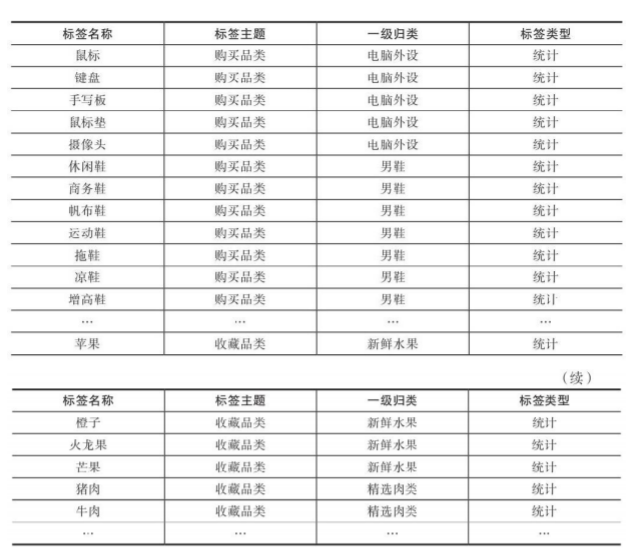 标签名称 标签主题 一级归类 标签类型
鼠标 购买品类 电脑外设 统计
键盘 购买品类 电脑外设 统计
手写板 购买品类 电脑外设 统计
鼠标垫 购买品类 电脑外设 统计
摄像头 购买品类 电脑外设 统计
休闲鞋 购买品类 男鞋 统计
商务鞋 购买品类 男鞋 统计
帆布鞋 购买品类 男鞋 统计
运动鞋 购买品类 男鞋 统计
拖鞋 购买品类 男鞋 统计
凉鞋 购买品类 男鞋 统计
增高鞋 购买品类 男鞋 统计
… … … …
苹果 收藏品类 新鲜水果 统计
（续）
标签名称 标签主题 一级归类 标签类型
橙子 收藏品类 新鲜水果 统计
火龙果 收藏品类 新鲜水果 统计
芒果 收藏品类 新鲜水果 统计
猪肉 收藏品类 精选肉类 统计
牛肉 收藏品类 精选肉类 统计
… … … …